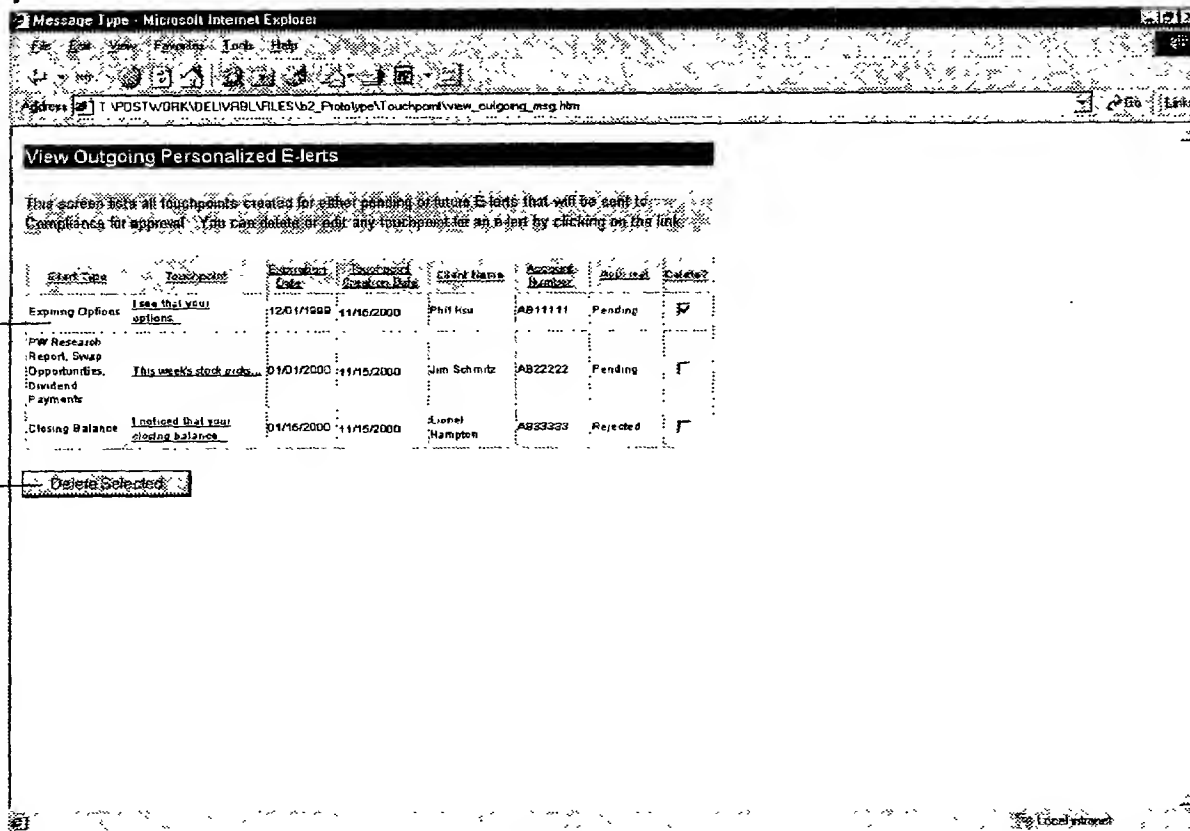 Message Type - Microsoft Internet Explorer
File Edit View Favorites Tools Help
Address T:\POSTWORK\DELIVRABL\FILES\b2_Prototype\Touchpoint\view_outgoing_msg.htm Go Links
View Outgoing Personalized E-lerts
This screen lists all touchpoints created for either pending or future E-lerts that will be sent to
Compliance for approval. You can delete or edit any touchpoint for an e-lert by clicking on the link.
Touchpoint Expiration Date Touchpoint Creation Date Client Name Account Number Delete?
Expiring Options I see that your options... 12/01/1999 11/15/2000 Phil Hsu AB11111 Pending
PW Research Report, Swap Opportunities, Dividend Payments This week's stock picks... 01/01/2000 11/15/2000 Jim Schmitz AB22222 Pending
Closing Balance I noticed that your closing balance... 01/15/2000 11/15/2000 Lionel Hampton AB33333 Rejected
Delete Selected
Local intranet